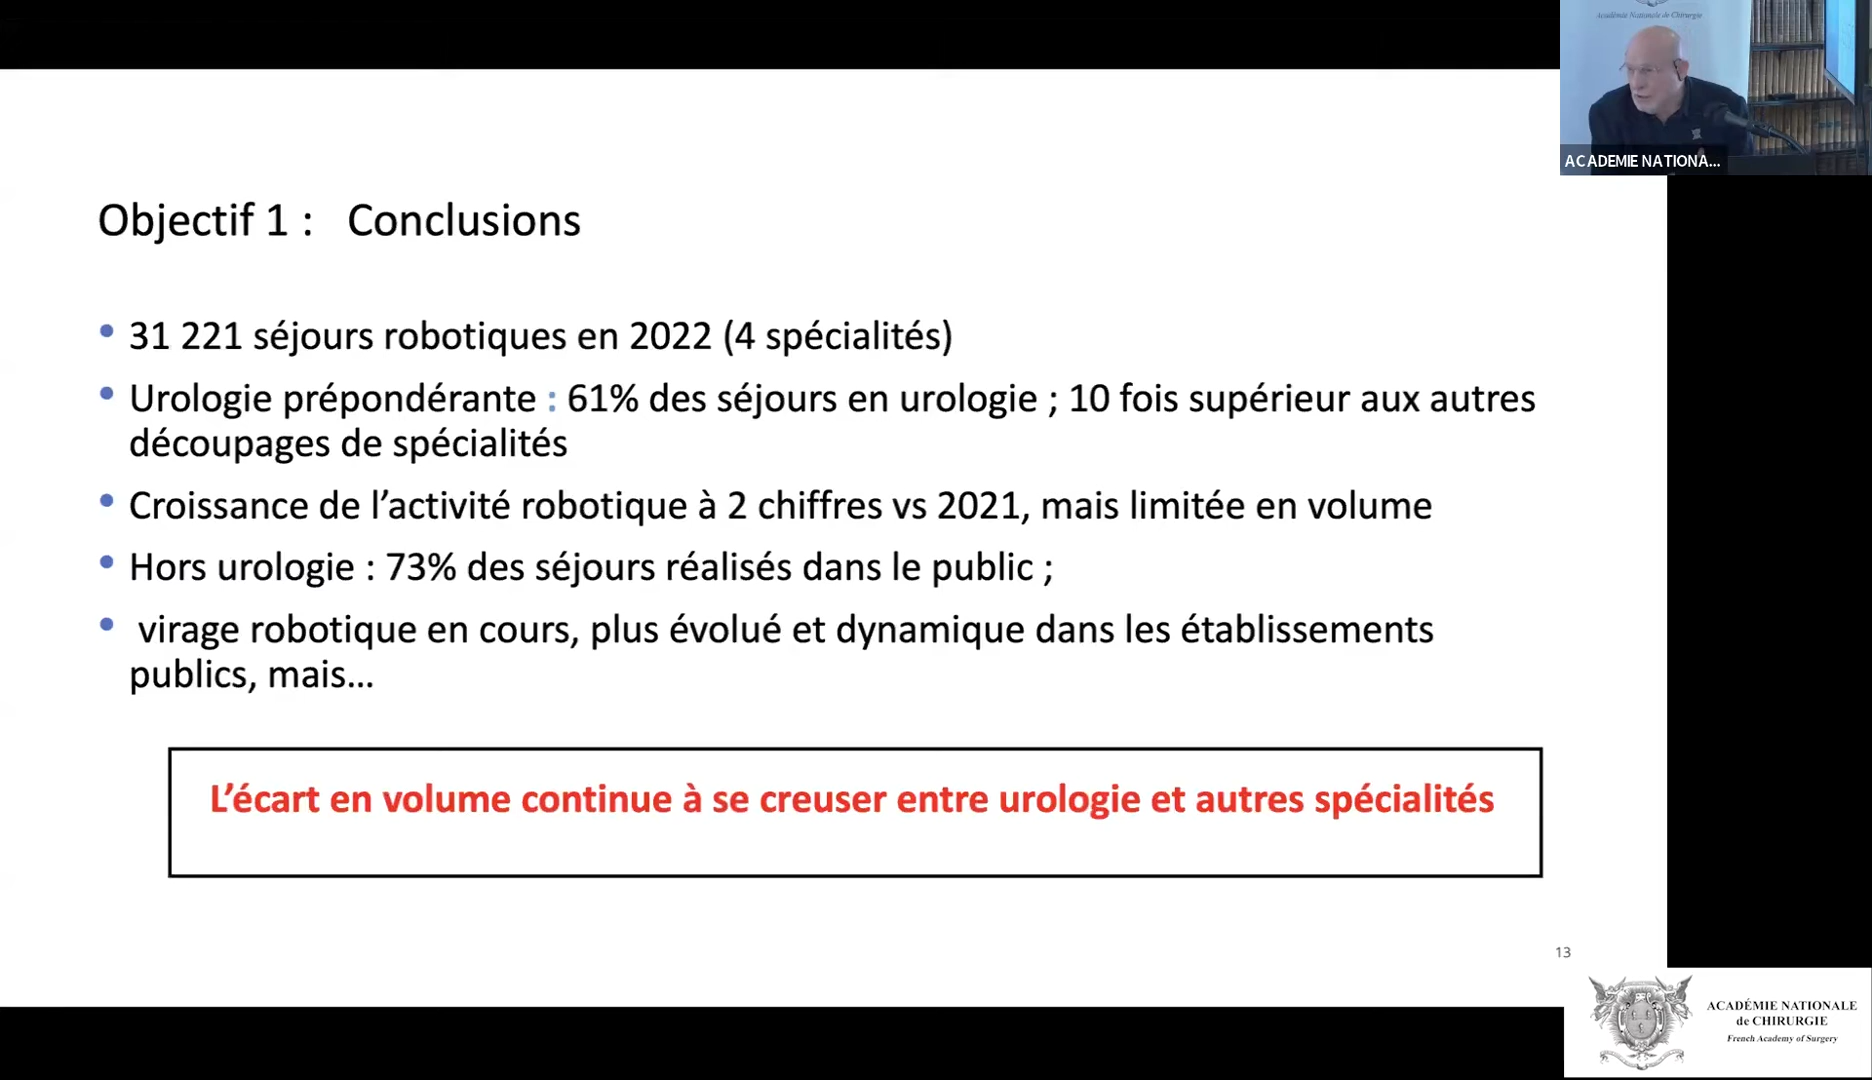 Académie Nationale de Chirurgie
ACADEMIE NATIONA...
Objectif 1 : Conclusions
• 31 221 séjours robotiques en 2022 (4 spécialités)
• Urologie prépondérante : 61% des séjours en urologie ; 10 fois supérieur aux autres
découpages de spécialités
• Croissance de l’activité robotique à 2 chiffres vs 2021, mais limitée en volume
• Hors urologie : 73% des séjours réalisés dans le public ;
• virage robotique en cours, plus évolué et dynamique dans les établissements
publics, mais...
L’écart en volume continue à se creuser entre urologie et autres spécialités
13
ACADÉMIE NATIONALE
de CHIRURGIE
French Academy of Surgery